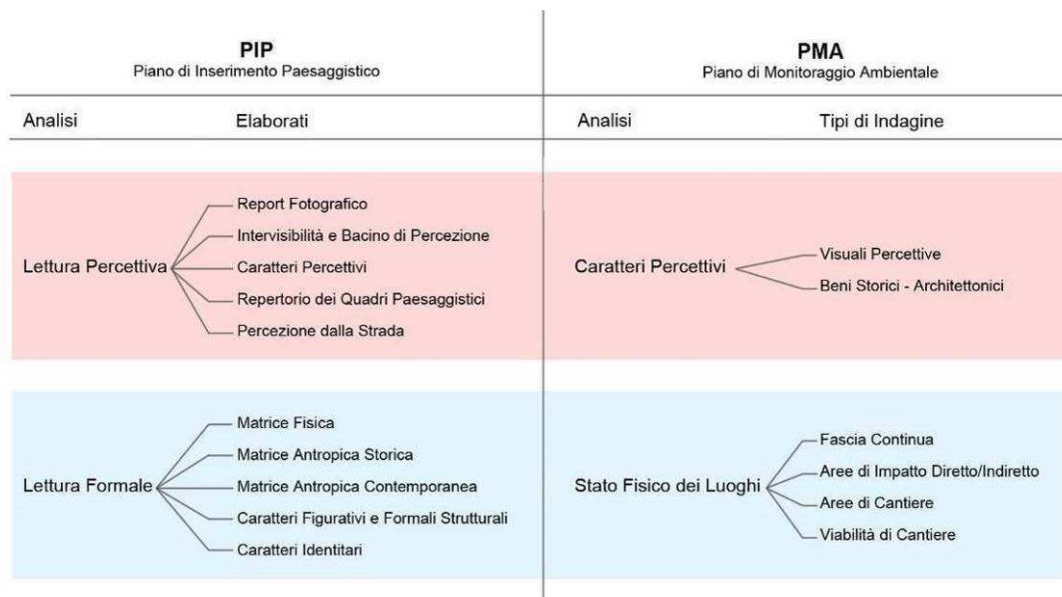 PIP
Piano di Inserimento Paesaggistico
Analisi
Elaborati
Lettura Percettiva
Report Fotografico
Intervisibilità e Bacino di Percezione
Caratteri Percettivi
Repertorio dei Quadri Paesaggistici
Percezione dalla Strada
Lettura Formale
Matrice Fisica
Matrice Antropica Storica
Matrice Antropica Contemporanea
Caratteri Figurativi e Formali Strutturali
Caratteri Identitari
PMA
Piano di Monitoraggio Ambientale
Analisi
Tipi di Indagine
Caratteri Percettivi
Visuali Percettive
Beni Storici - Architettonici
Stato Fisico dei Luoghi
Fascia Continua
Aree di Impatto Diretto/Indiretto
Aree di Cantiere
Viabilità di Cantiere